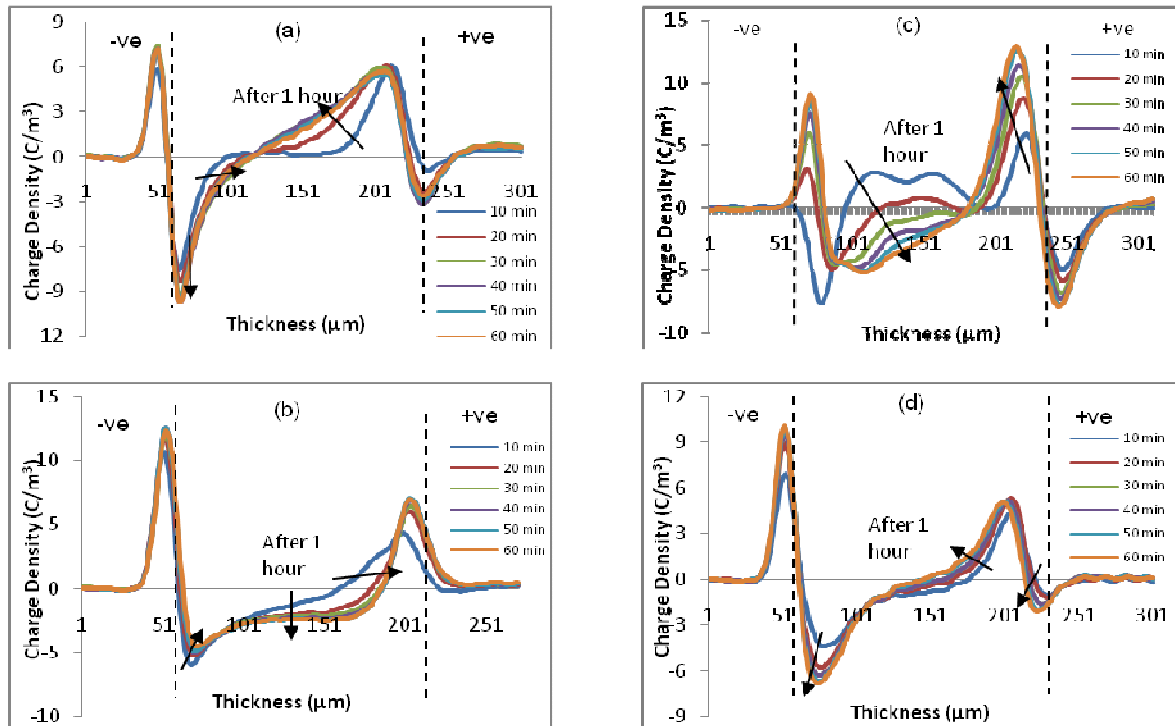 (a)
-ve
+ve
After 1 hour
Charge Density (C/m³)
9
6
3
0
-3
-6
-9
12
1 51 101 151 201 251 301
Thickness (µm)
10 min
20 min
30 min
40 min
50 min
60 min
(c)
-ve
+ve
After 1
hour
Charge Density (C/m³)
15
10
5
0
-5
-10
1 51 101 151 201 251 301
Thickness (µm)
10 min
20 min
30 min
40 min
50 min
60 min
(b)
-ve
+ve
After 1
hour
Charge Density (C/m³)
15
10
5
0
-5
-10
1 51 101 151 201 251
Thickness (µm)
10 min
20 min
30 min
40 min
50 min
60 min
(d)
-ve
+ve
After 1
hour
Charge Density (C/m³)
12
9
6
3
0
-3
-6
-9
1 51 101 151 201 251 301
Thickness (µm)
10 min
20 min
30 min
40 min
50 min
60 min